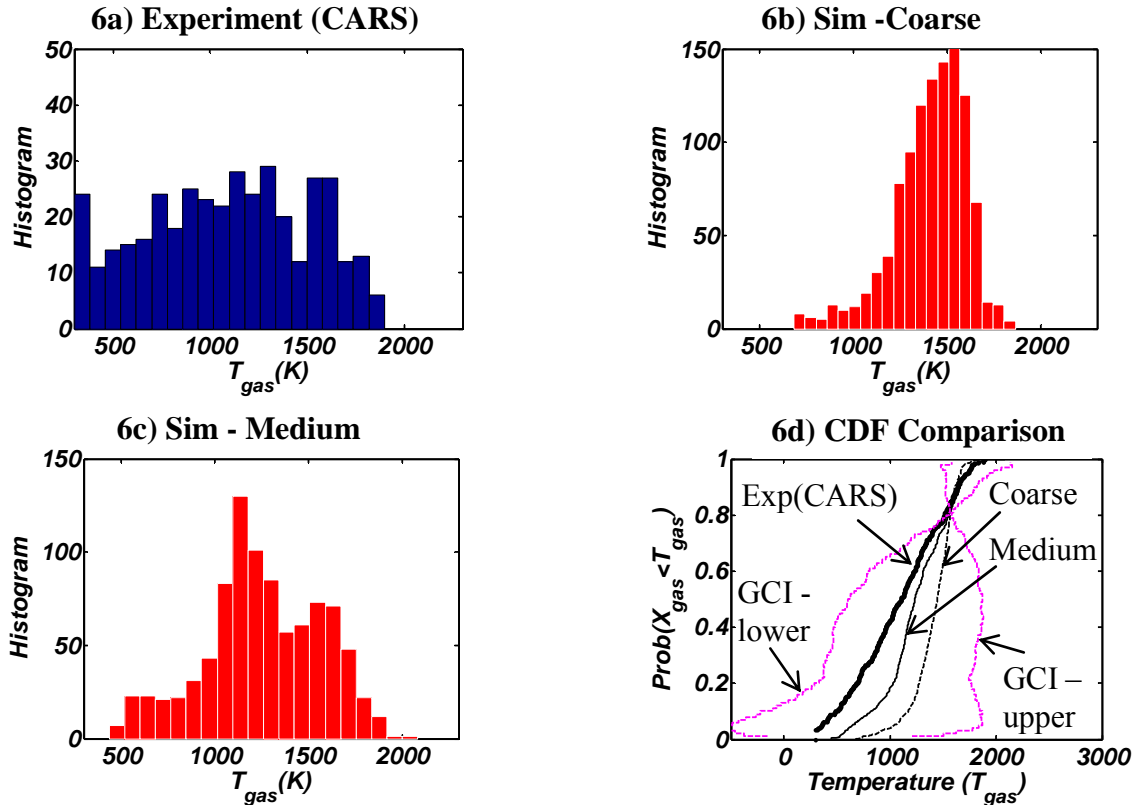 6a) Experiment (CARS)
50
40
30
20
10
0
Histogram
500 1000 1500 2000
T_gas(K)
6b) Sim -Coarse
150
100
50
0
Histogram
500 1000 1500 2000
T_gas(K)
6c) Sim - Medium
150
100
50
0
Histogram
500 1000 1500 2000
T_gas(K)
6d) CDF Comparison
1
0.8
0.6
0.4
0.2
0
Prob(X_gas<T_gas)
Exp(CARS)
Coarse
Medium
GCI -
lower
GCI –
upper
0 1000 2000 3000
Temperature (T_gas)